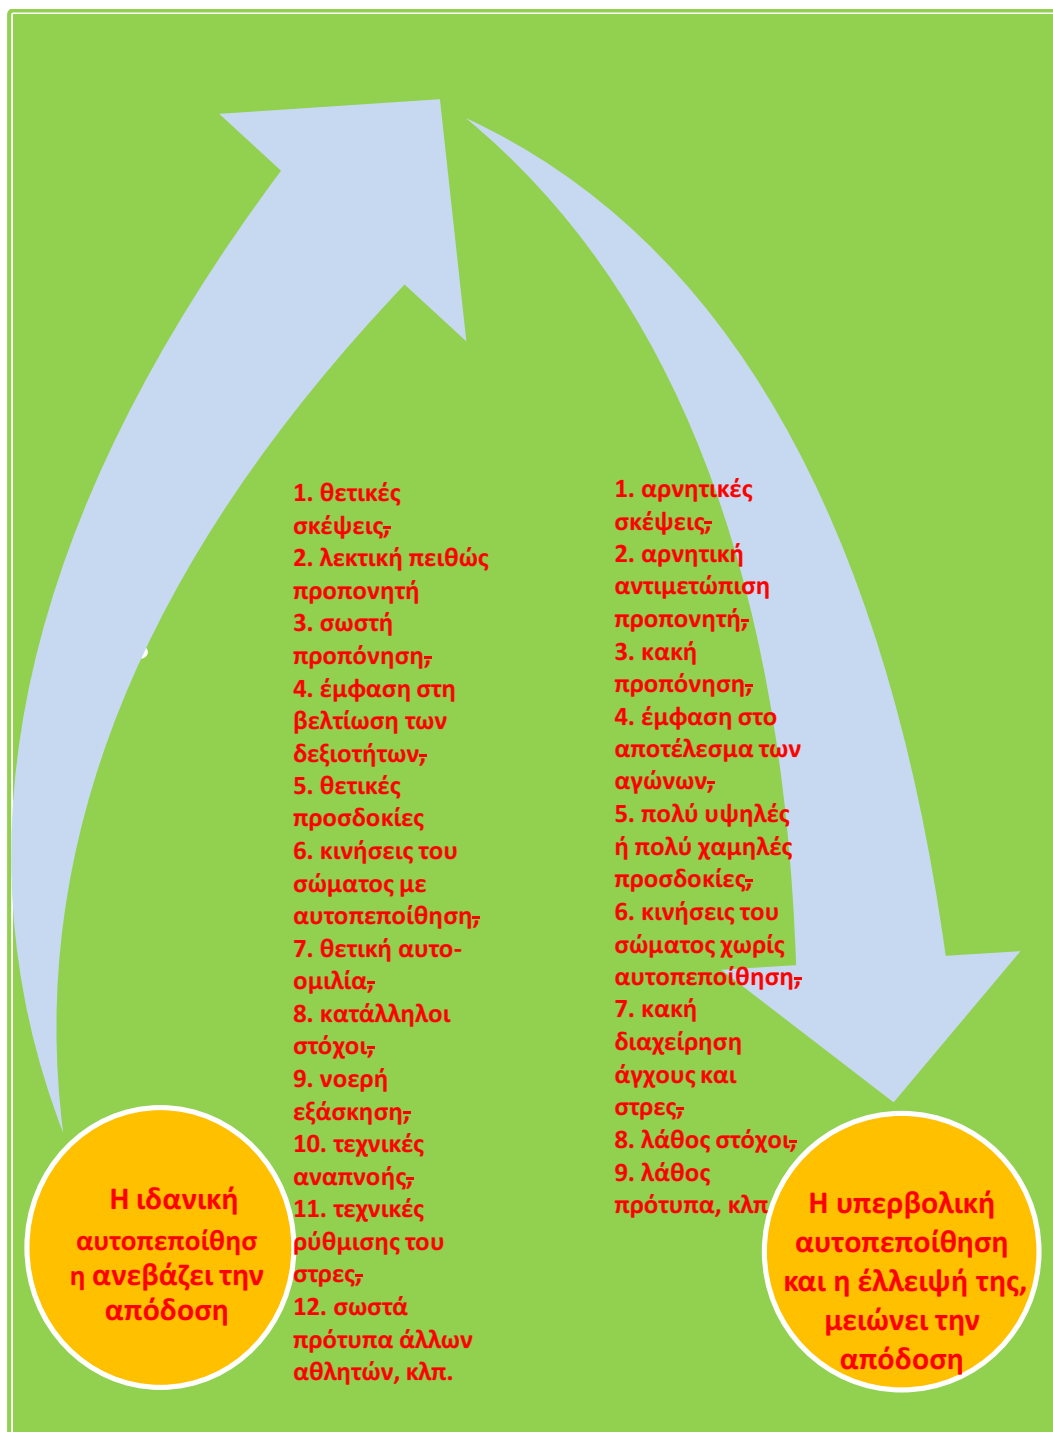 1. θετικές
σκέψεις,
2. λεκτική πειθώς
προπονητή
3. σωστή
προπόνηση,
4. έμφαση στη
βελτίωση των
δεξιοτήτων,
5. θετικές
προσδοκίες
6. κινήσεις του
σώματος με
αυτοπεποίθηση,
7. θετική αυτο-
ομιλία,
8. κατάλληλοι
στόχοι,
9. νοερή
εξάσκηση,
10. τεχνικές
αναπνοής,
11. τεχνικές
ρύθμισης του
στρες,
12. σωστά
πρότυπα άλλων
αθλητών, κλπ.
1. αρνητικές
σκέψεις,
2. αρνητική
αντιμετώπιση
προπονητή,
3. κακή
προπόνηση,
4. έμφαση στο
αποτέλεσμα των
αγώνων,
5. πολύ υψηλές
ή πολύ χαμηλές
προσδοκίες,
6. κινήσεις του
σώματος χωρίς
αυτοπεποίθηση,
7. κακή
διαχείρηση
άγχους και
στρες,
8. λάθος στόχοι,
9. λάθος
πρότυπα, κλπ
Η ιδανική
αυτοπεποίθησ
η ανεβάζει την
απόδοση
Η υπερβολική
αυτοπεποίθηση
και η έλλειψή της,
μειώνει την
απόδοση